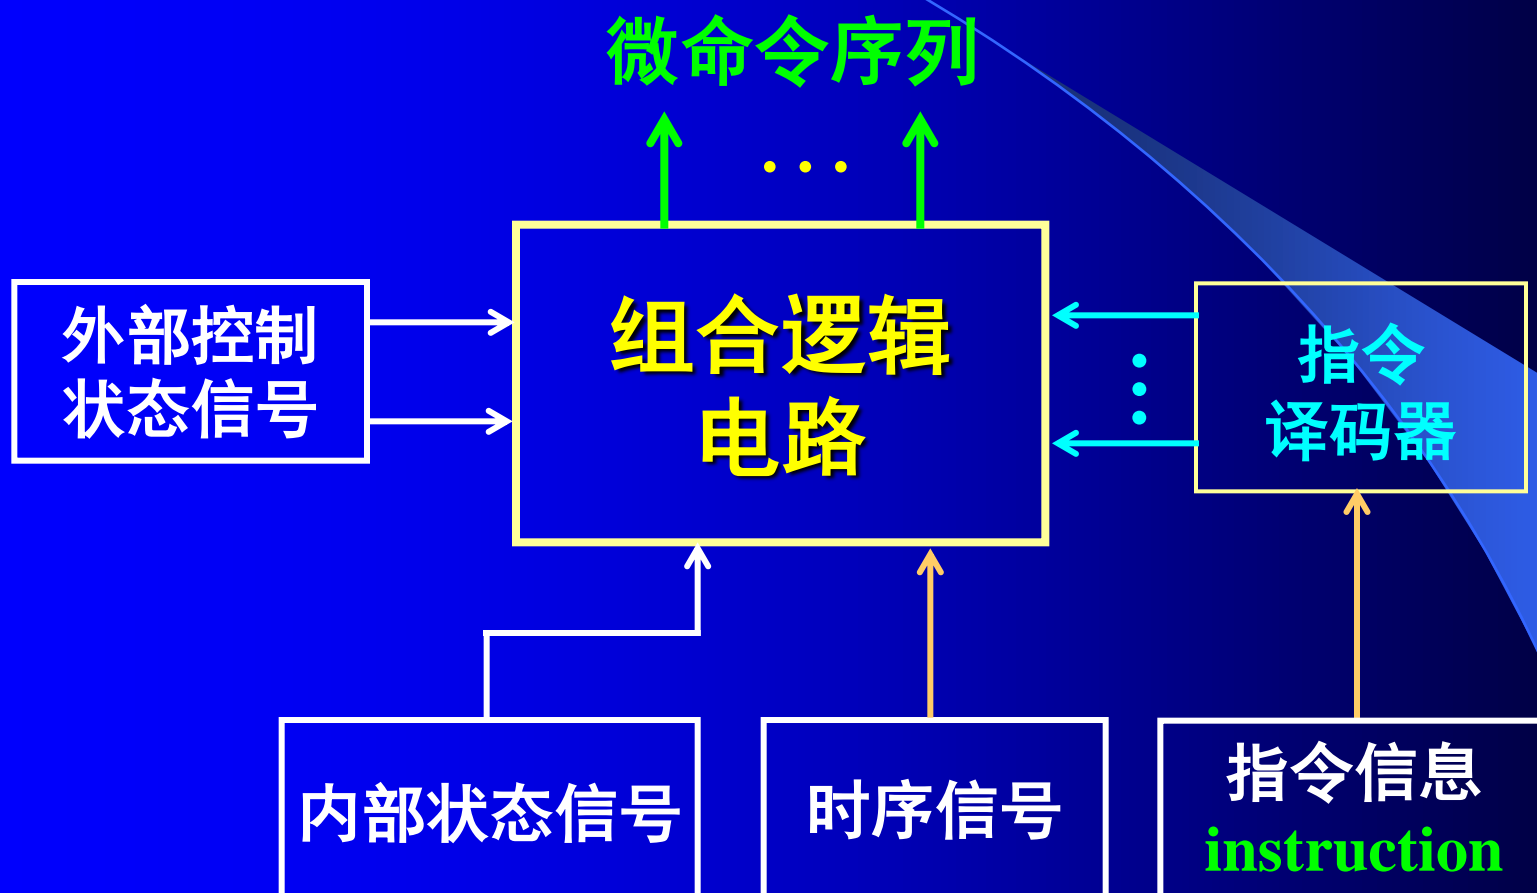 微命令序列
...
外部控制
状态信号
组合逻辑
电路
指令
译码器
内部状态信号
时序信号
指令信息
instruction